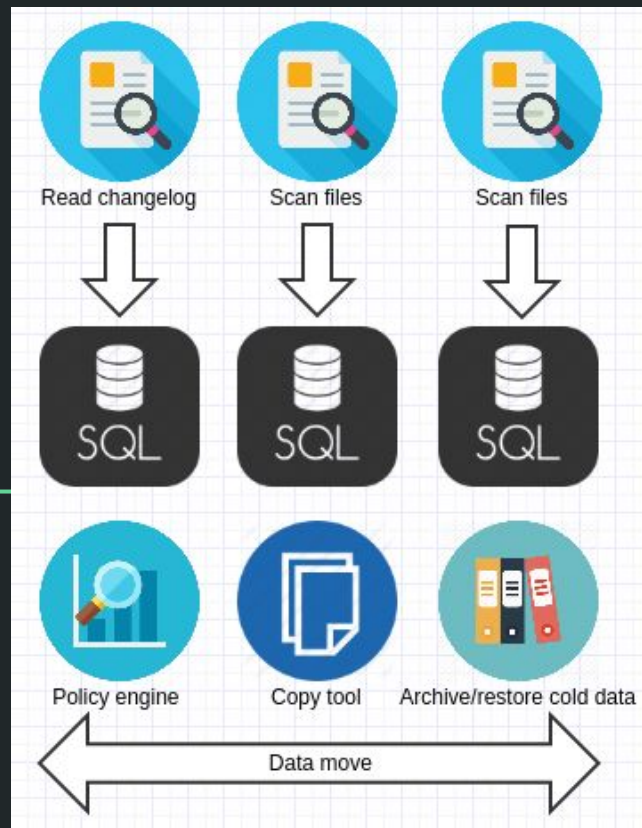 Read changelog
Scan files
Scan files
SQL
SQL
SQL
Policy engine
Copy tool
Archive/restore cold data
Data move